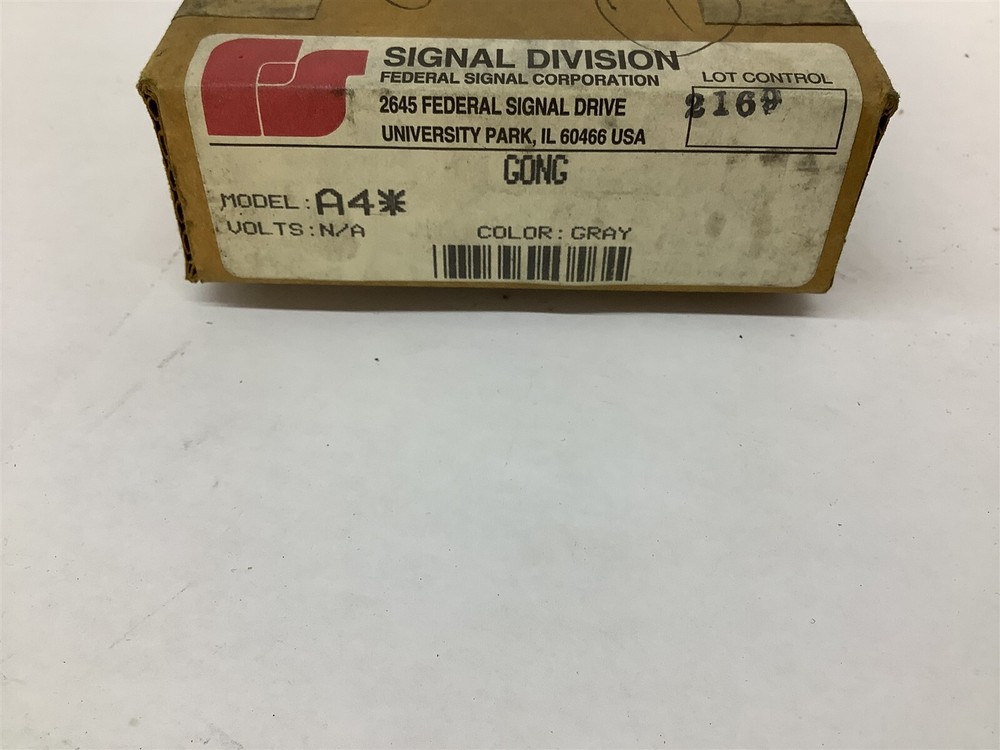 SIGNAL DIVISION
FEDERAL SIGNAL CORPORATION
2645 FEDERAL SIGNAL DRIVE
UNIVERSITY PARK, IL 60466 USA
LOT CONTROL
2169
GONG
MODEL: A4*
VOLTS: N/A
COLOR: GRAY